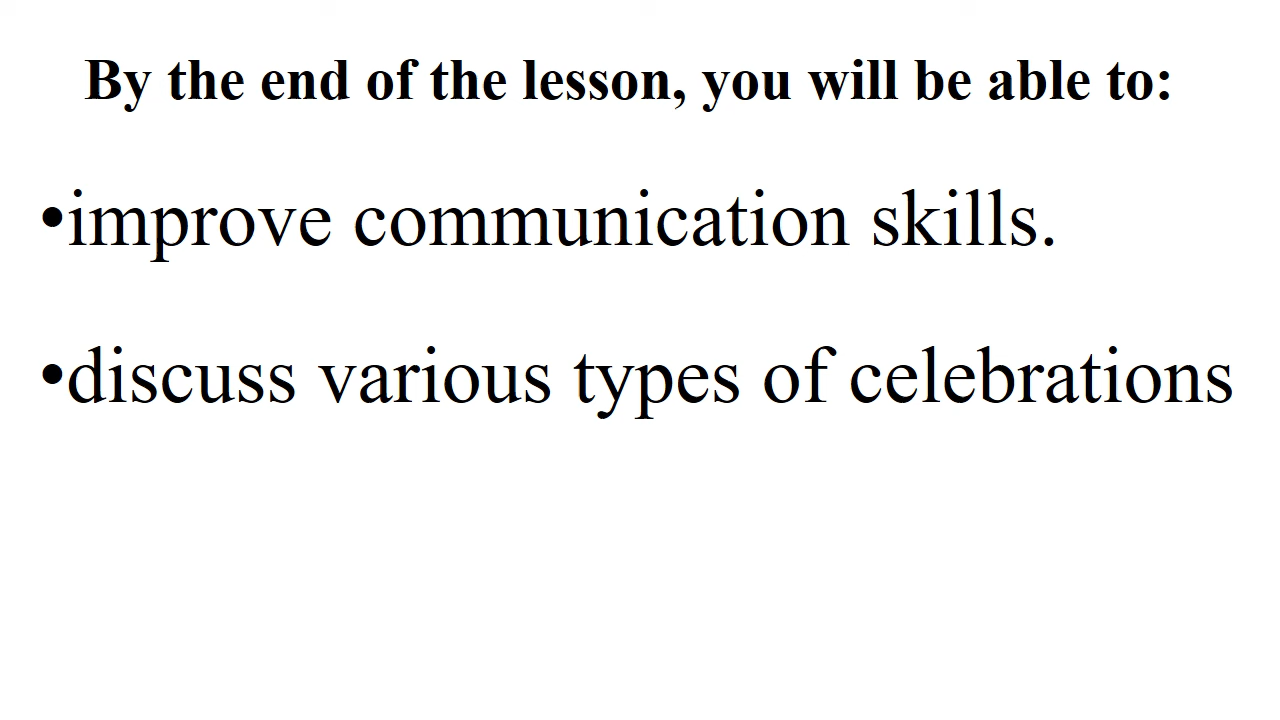 By the end of the lesson, you will be able to:
•improve communication skills.
•discuss various types of celebrations